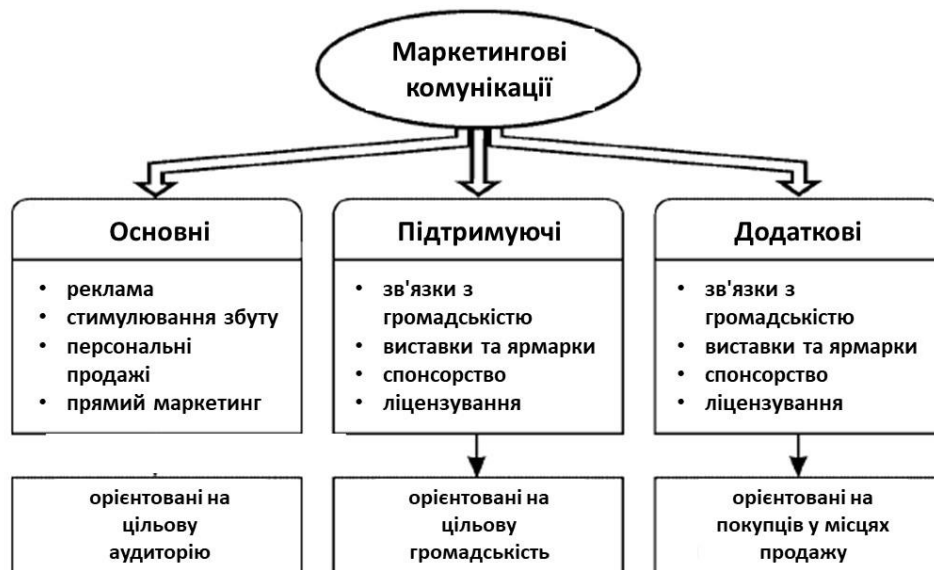 Маркетингові
комунікації
Основні
• реклама
• стимулювання збуту
• персональні
продажі
• прямий маркетинг
орієнтовані на
цільову
аудиторію
Підтримуючі
• зв'язки з
громадськістю
• виставки та ярмарки
• спонсорство
• ліцензування
орієнтовані на
цільову
громадськість
Додаткові
• зв'язки з
громадськістю
• виставки та ярмарки
• спонсорство
• ліцензування
орієнтовані на
покупців у місцях
продажу